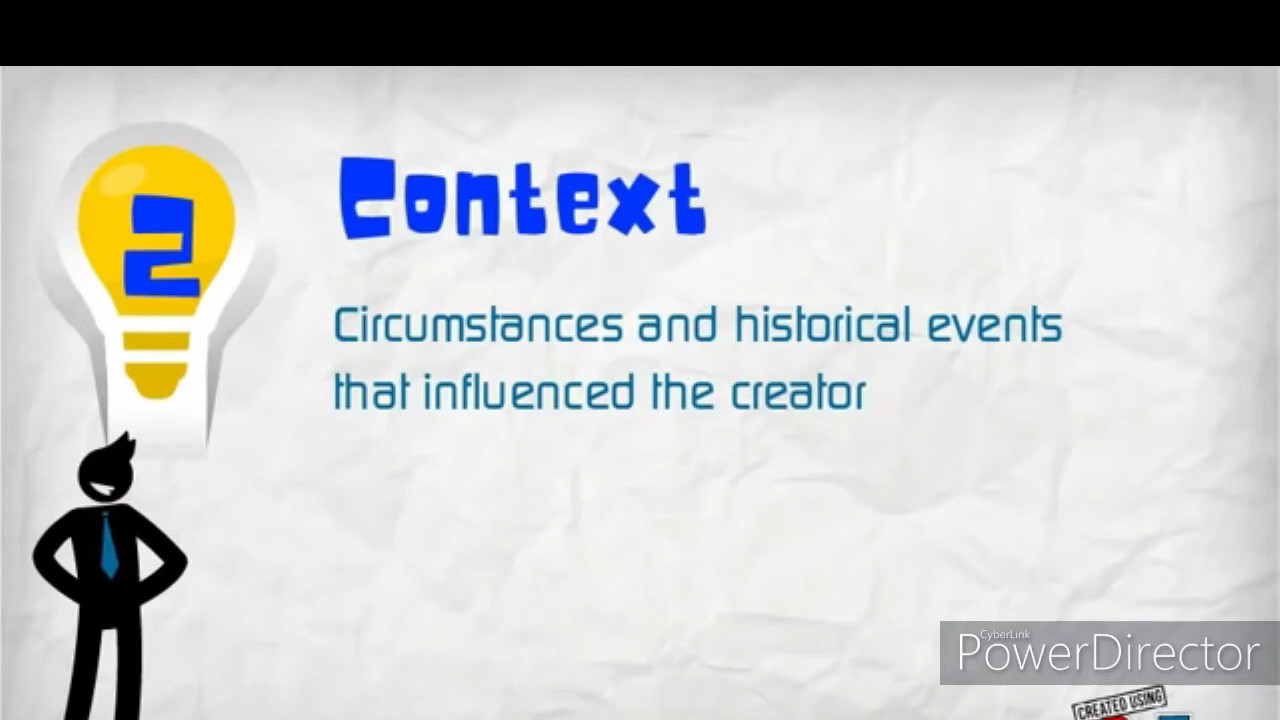 2
Context
Circumstances and historical events
that influenced the creator
CyberLink
PowerDirector
CREATED USING